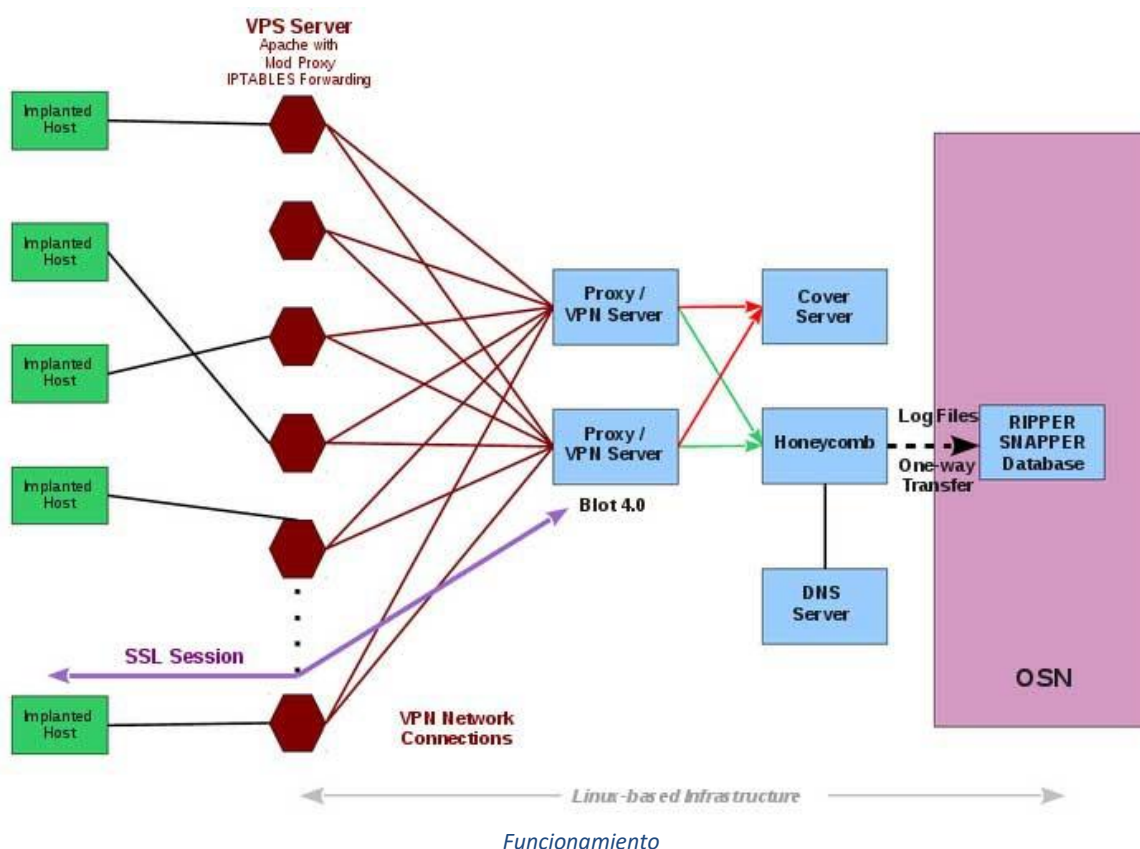 VPS Server
Apache with
Mod Proxy
IPTABLES Forwarding
Implanted
Host
Implanted
Host
Implanted
Host
Implanted
Host
Implanted
Host
Proxy /
VPN Server
Cover
Server
Proxy /
VPN Server
Blot 4.0
Honeycomb
Log Files
One-way
Transfer
RIPPER
SNAPPER
Database
DNS
Server
OSN
SSL Session
VPN Network
Connections
Linux-based Infrastructure
Funcionamiento